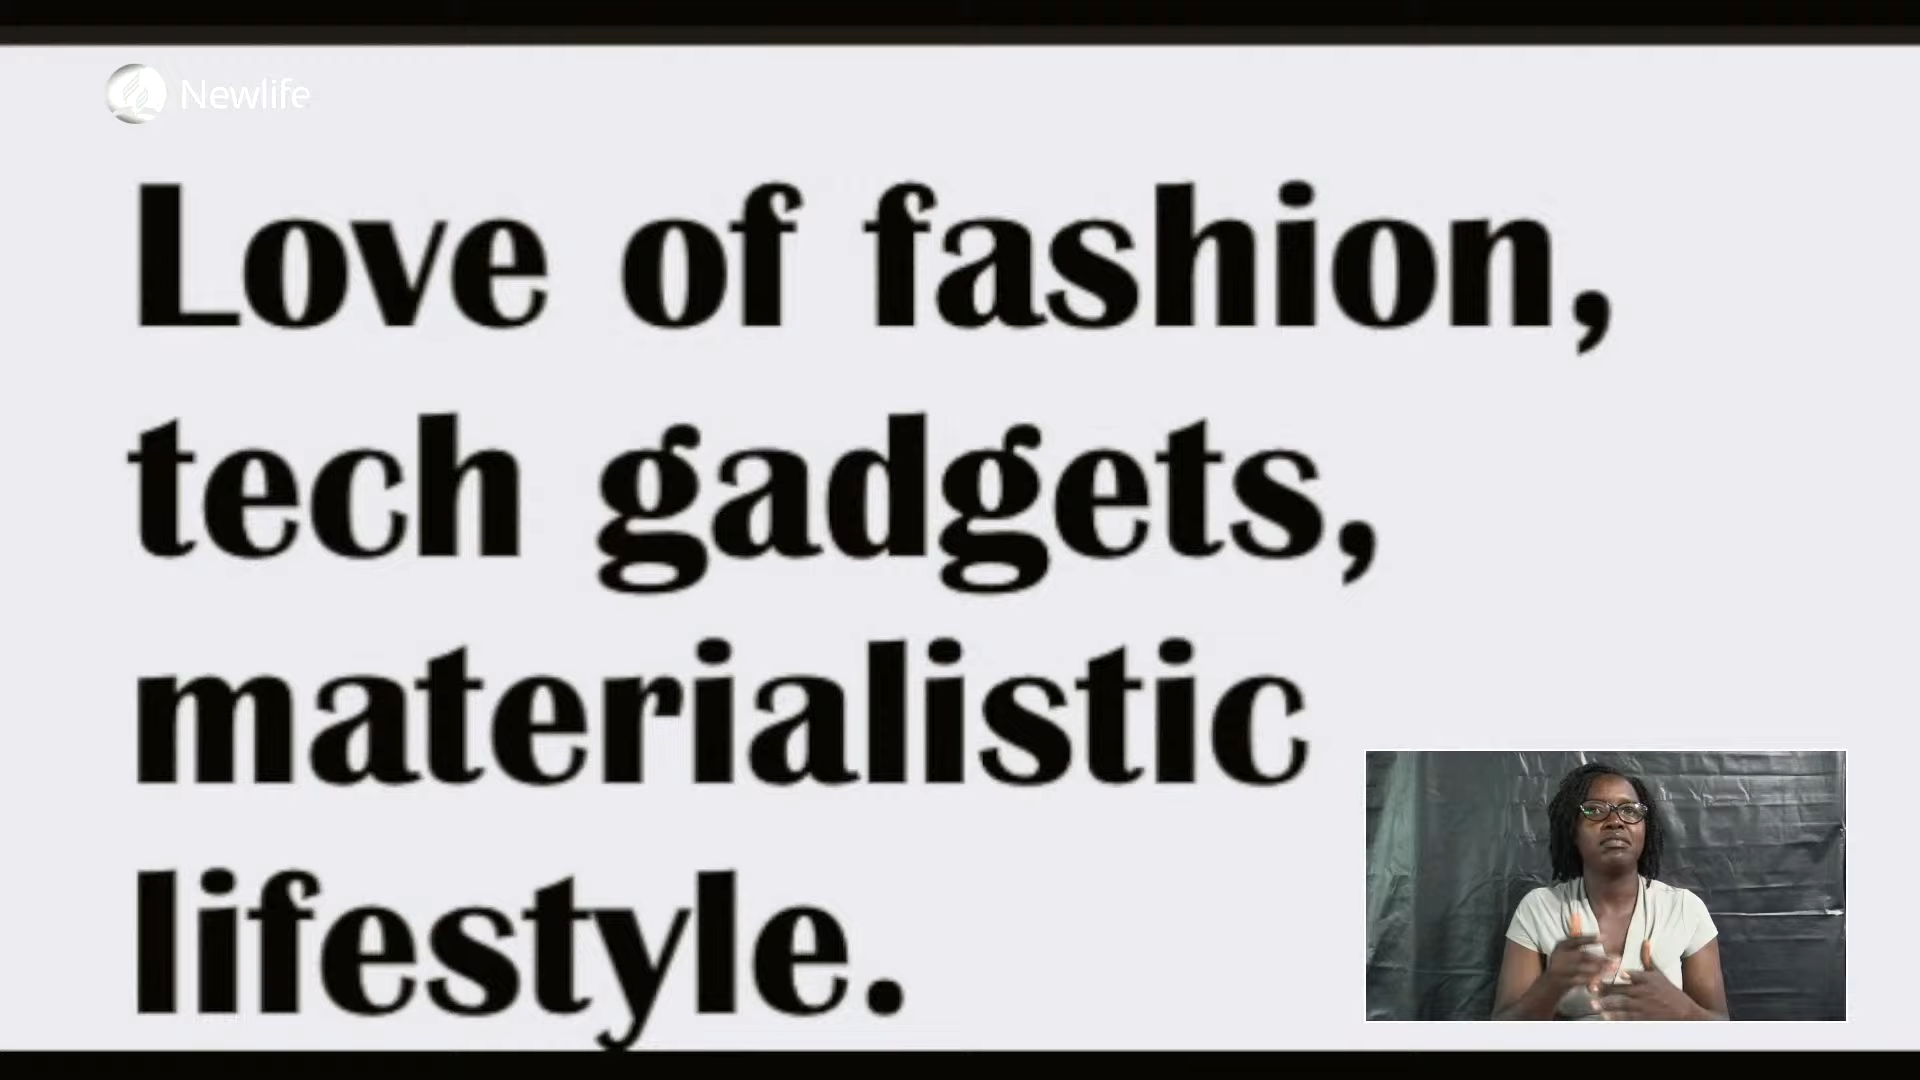 Newlife
Love of fashion,
tech gadgets,
materialistic
lifestyle.